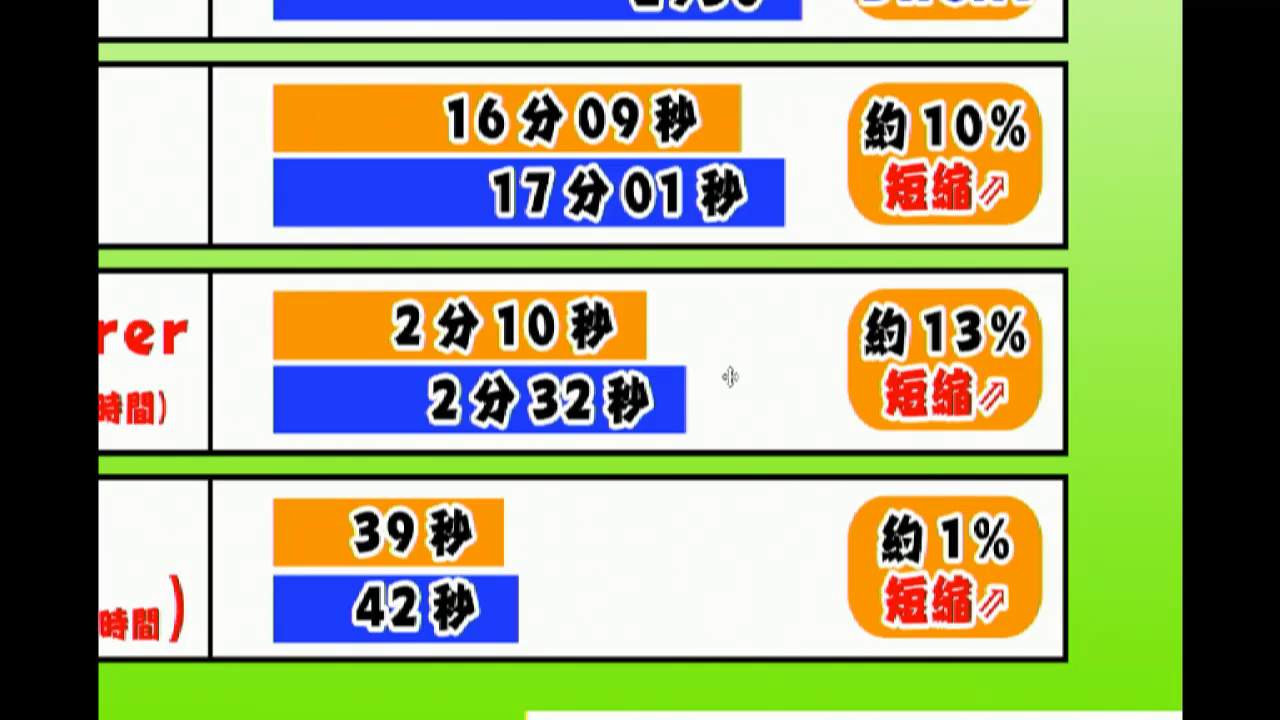 16分09秒
17分01秒
約10%
短縮⇗
rer
時間)
2分10秒
2分32秒
約13%
短縮⇗
時間)
39秒
42秒
約1%
短縮⇗